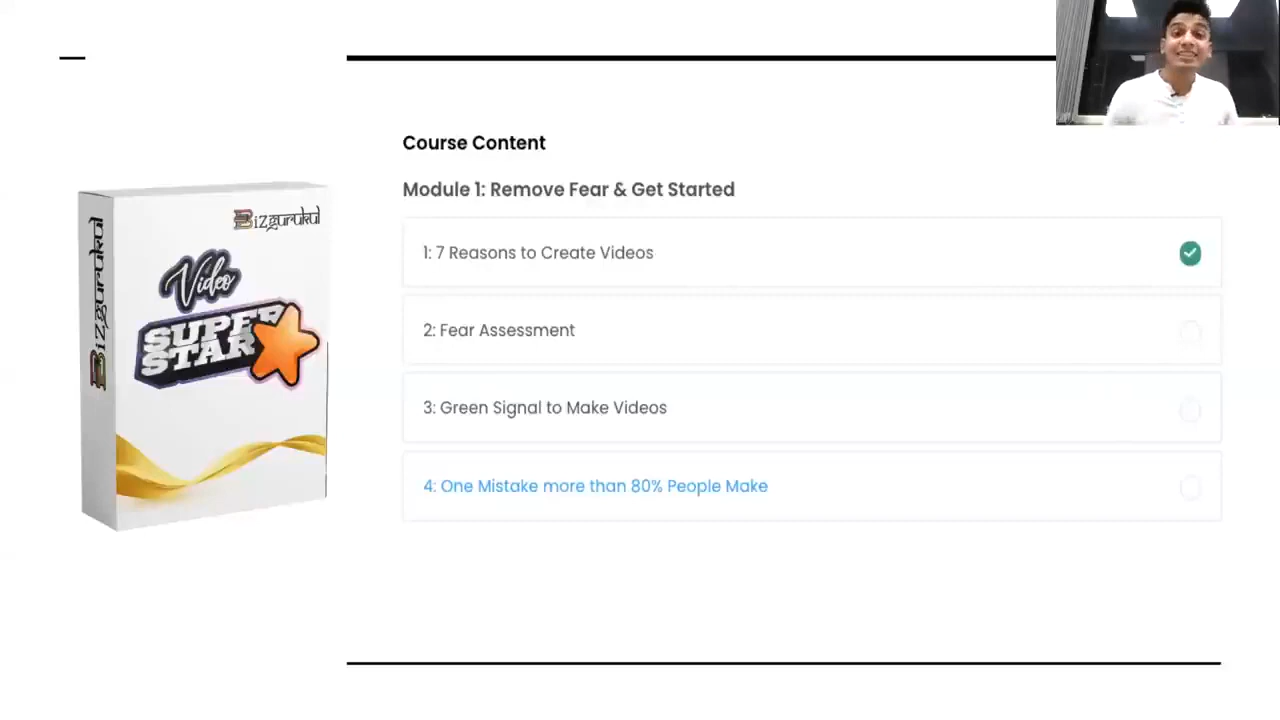 Course Content
Module 1: Remove Fear & Get Started
1: 7 Reasons to Create Videos
2: Fear Assessment
3: Green Signal to Make Videos
4: One Mistake more than 80% People Make
Bizgurukul
Bizgurukul
Video
SUPER
STAR